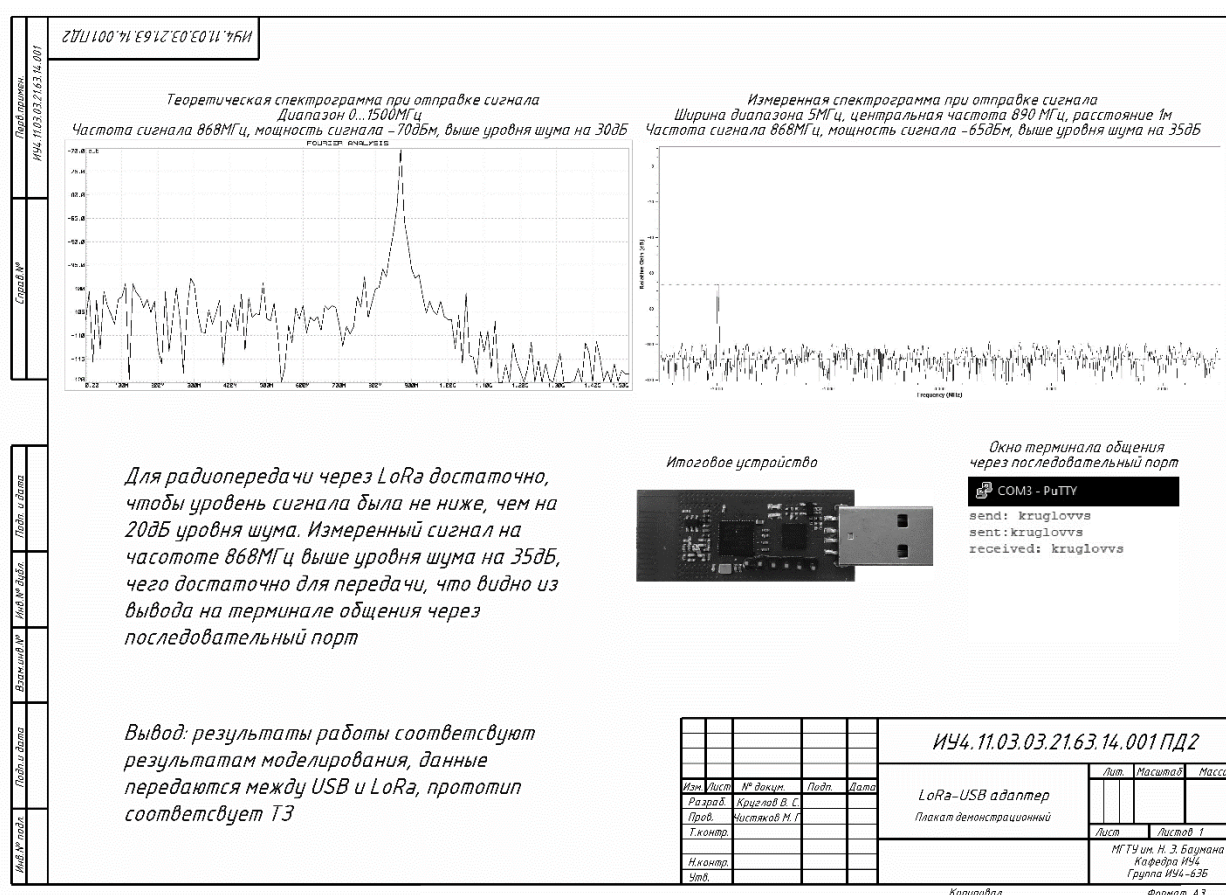 ИУ4.11.03.03.21.63.14.001 ПД2
Перв.примен.
ИУ4.11.03.03.21.63.14.001
Справ.№
Подп. и дата
Инв.№ дубл.
Взам.инв.№
Подп.и дата
Инв.№ подл.
Теоретическая спектрограмма при отправке сигнала
Диапазон 0...1500МГц
Частота сигнала 868МГц, мощность сигнала -70дБм, выше уровня шума на 30дБ
FOURIER ANALYSIS
Измеренная спектрограмма при отправке сигнала
Ширина диапазона 5МГц, центральная частота 890 МГц, расстояние 1м
Частота сигнала 868МГц, мощность сигнала -65дБм, выше уровня шума на 35дБ
Relative Gain (dB)
Frequency (MHz)
Для радиопередачи через LoRa достаточно,
чтобы уровень сигнала была не ниже, чем на
20дБ уровня шума. Измеренный сигнал на
частоте 868МГц выше уровня шума на 35дБ,
чего достаточно для передачи, что видно из
вывода на терминале общения через
последовательный порт
Итоговое устройство
Окно терминала общения
через последовательный порт
COM3 - PuTTY
send: kruglovvs
sent:kruglovvs
received: kruglovvs
Вывод: результаты работы соответсвуют
результатам моделирования, данные
передаются между USB и LoRa, прототип
соответсвует ТЗ
ИУ4.11.03.03.21.63.14.001 ПД2
Изм. Лист № докум. Подп. Дата
Разраб. Круглов В. С.
Пров. Чистяков М. Г
Т.контр.
Н.контр.
Утв.
LoRa-USB адаптер
Плакат демонстрационный
Лит. Масштаб Масса
Лист Листов 1
МГТУ им. Н. Э. Баумана
Кафедра ИУ4
Группа ИУ4-63Б
Копировал Формат А3